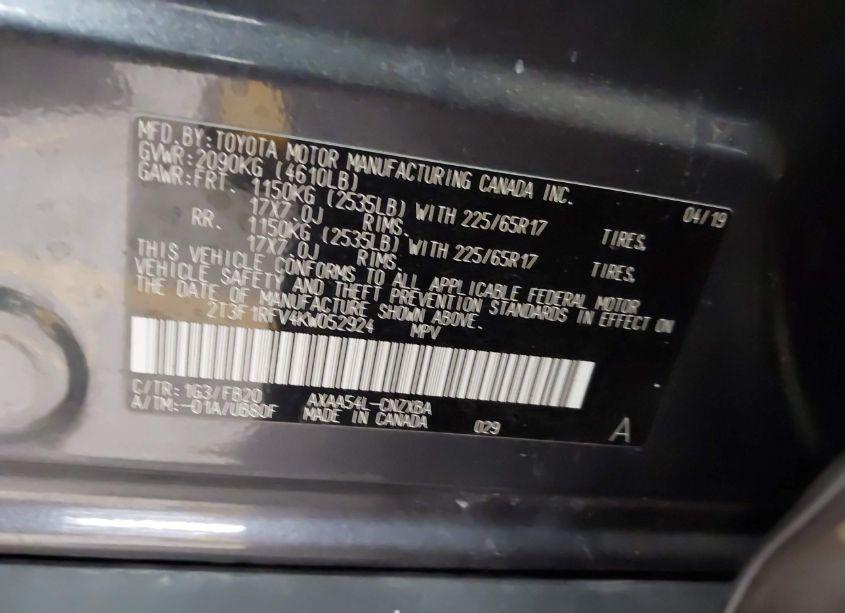 MFD. BY: TOYOTA MOTOR MANUFACTURING CANADA INC. 04/19
GVWR: 2090KG (4610LB)
GAWR: FRT. 1150KG (2535LB) WITH 225/65R17 TIRES,
17X7.0J RIMS.
RR. 1150KG (2535LB) WITH 225/65R17 TIRES,
17X7.0J RIMS.
THIS VEHICLE CONFORMS TO ALL APPLICABLE FEDERAL MOTOR
VEHICLE SAFETY AND THEFT PREVENTION STANDARDS IN EFFECT ON
THE DATE OF MANUFACTURE SHOWN ABOVE.
2T3F1RFV4KW052924 MPV
C/TR: 1G3/FB20 AXAA54L-CNZXBA
A/TM: -01A/UB80F MADE IN CANADA 029 A